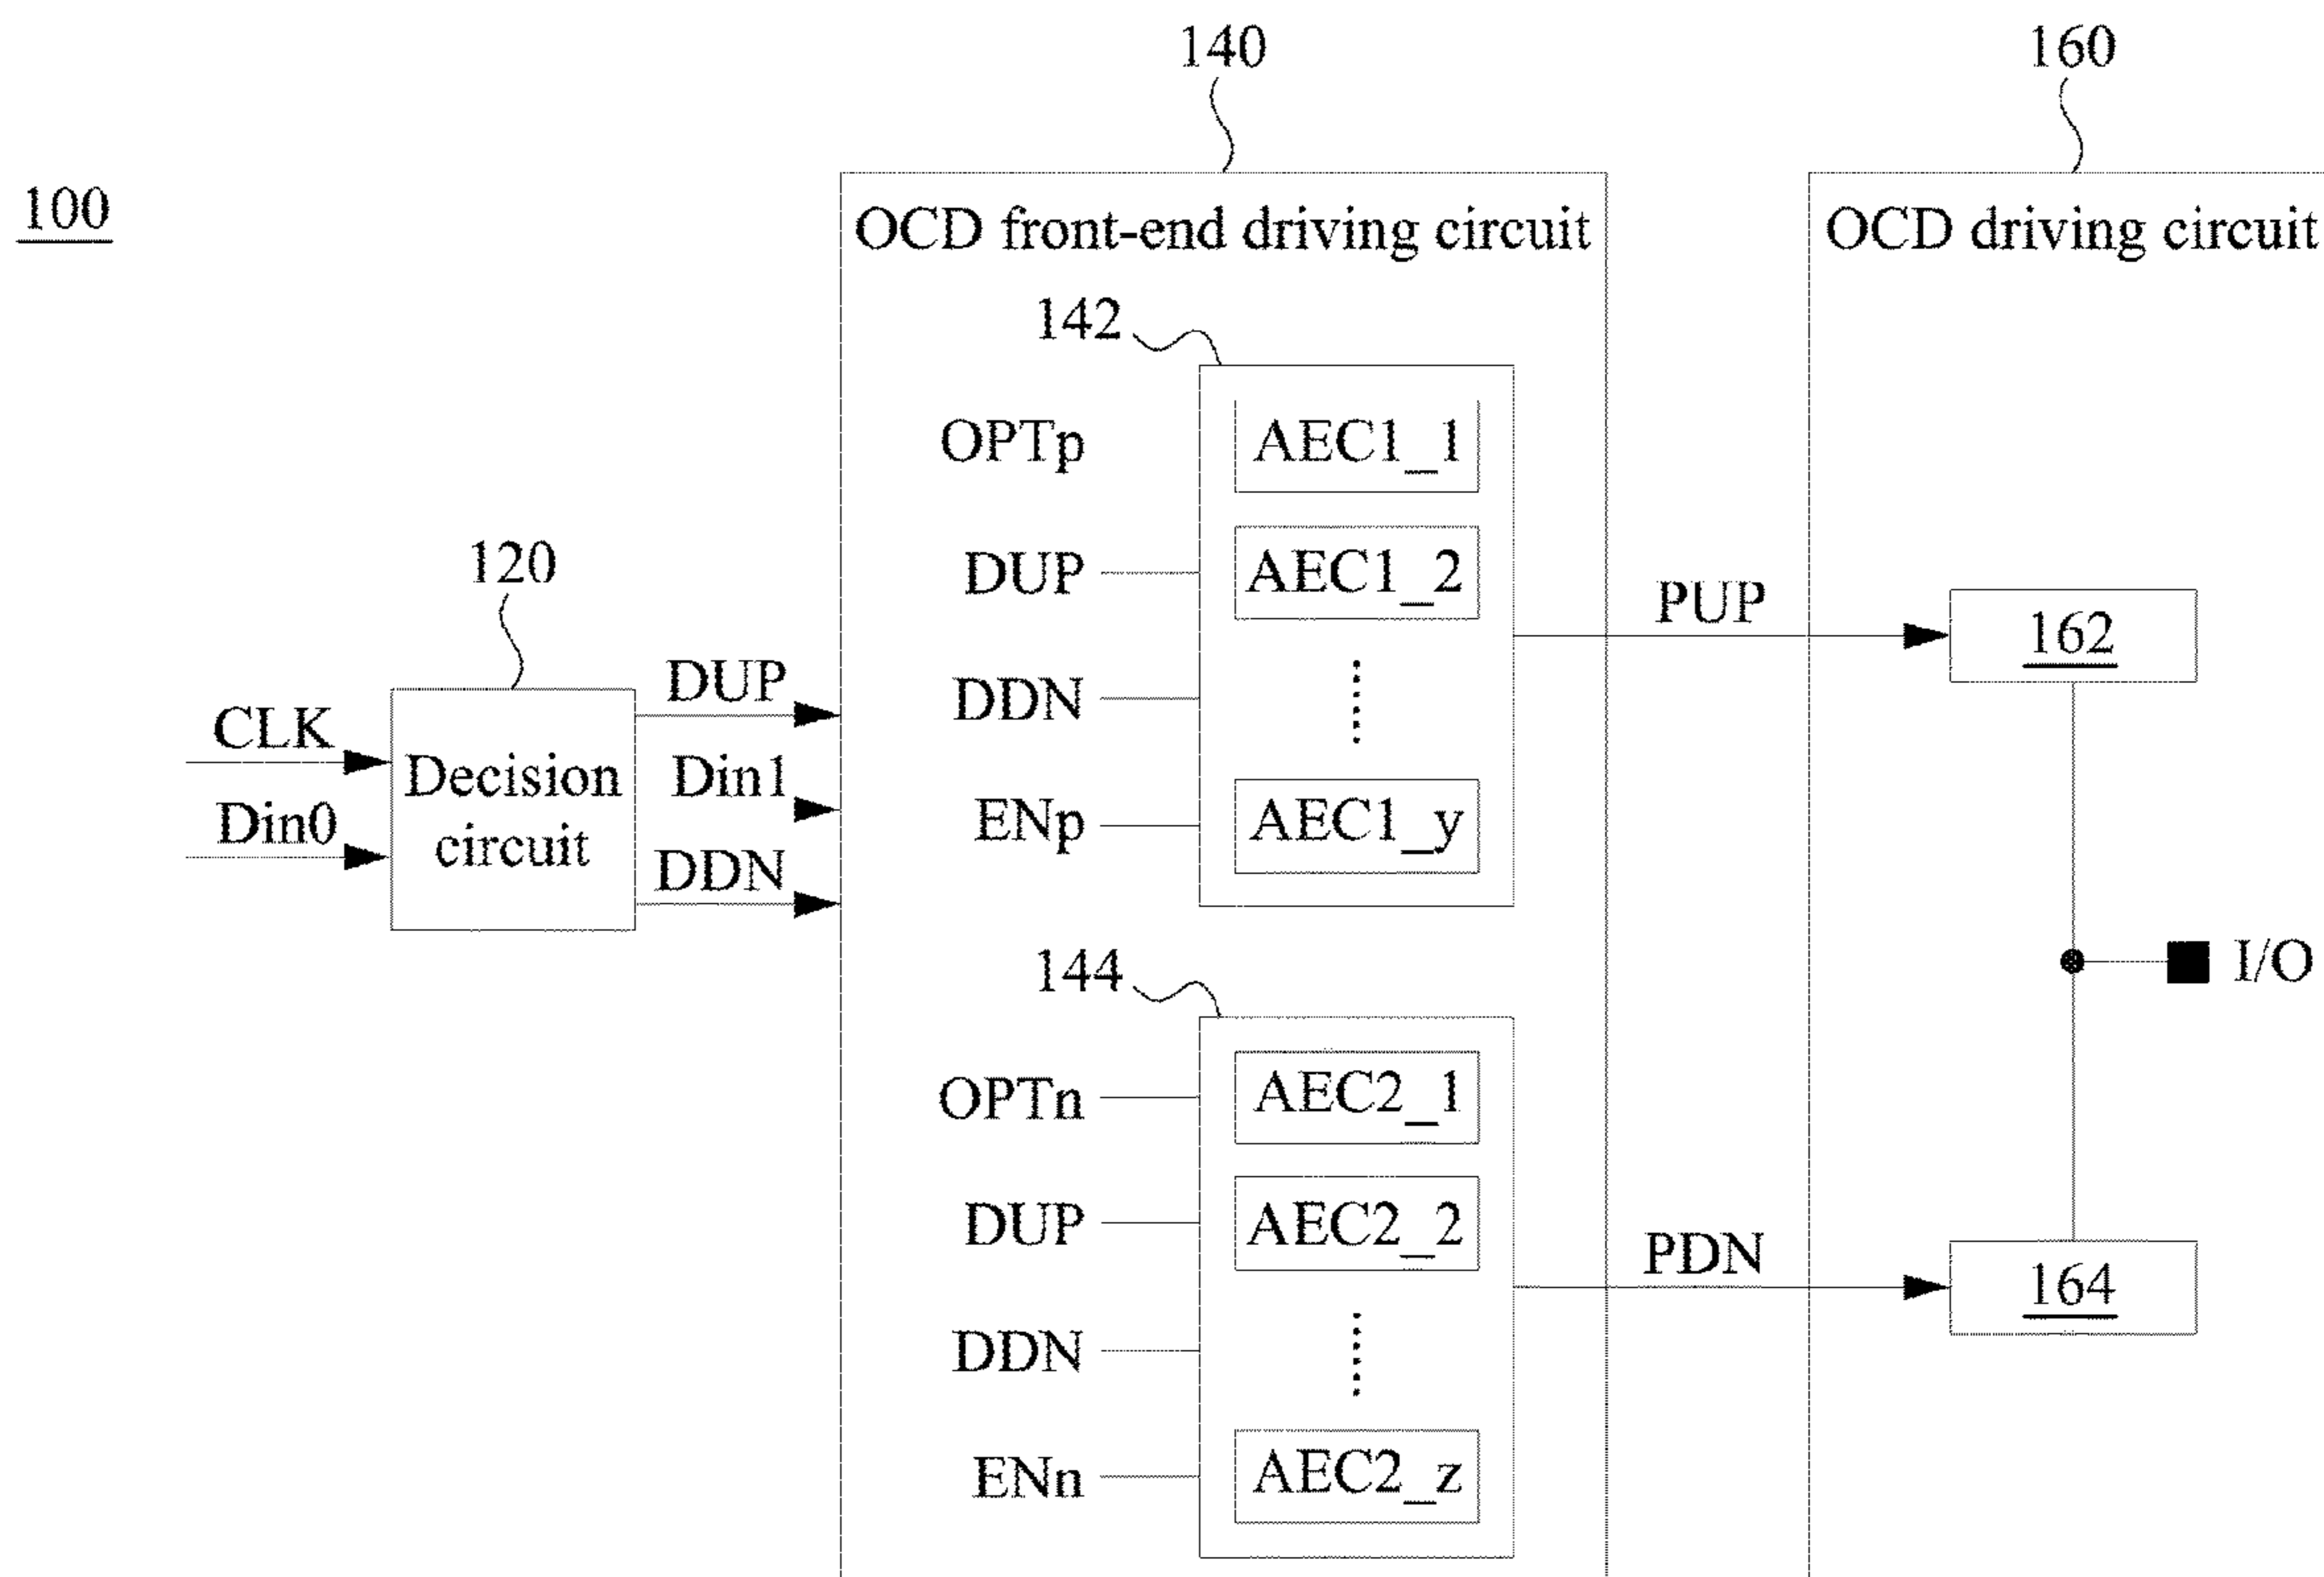 140
160
100
OCD front-end driving circuit
OCD driving circuit
142
OPTp
AEC1_1
120
DUP
AEC1_2
PUP
162
DUP
DDN
CLK
Din1
Decision
circuit
Din0
ENp
AEC1_y
DDN
144
I/O
OPTn
AEC2_1
DUP
AEC2_2
PDN
164
DDN
ENn
AEC2_z